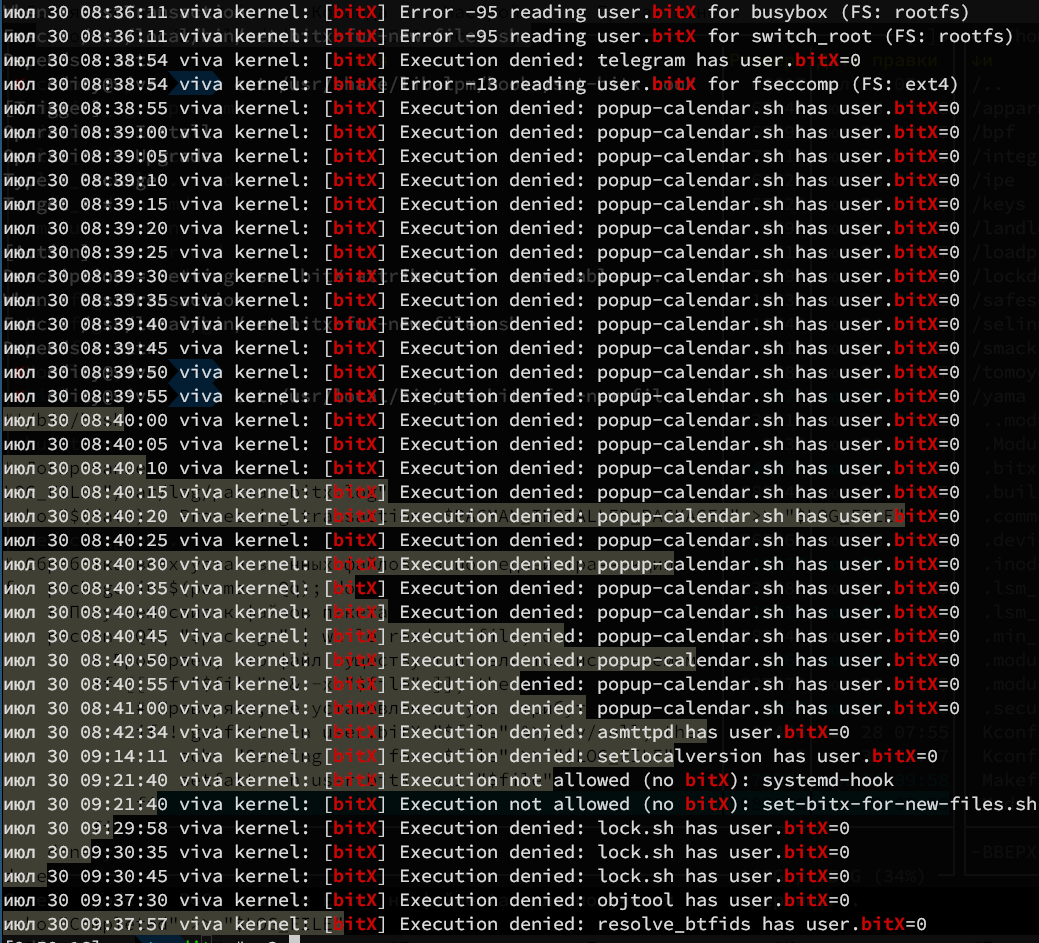 июл 30 08:36:11 viva kernel: [bitX] Error -95 reading user.bitX for busybox (FS: rootfs)
июл 30 08:36:11 viva kernel: [bitX] Error -95 reading user.bitX for switch_root (FS: rootfs)
июл 30 08:38:54 viva kernel: [bitX] Execution denied: telegram has user.bitX=0
июл 30 08:38:54 viva kernel: [bitX] Error -13 reading user.bitX for fseccomp (FS: ext4)
июл 30 08:38:55 viva kernel: [bitX] Execution denied: popup-calendar.sh has user.bitX=0
июл 30 08:39:00 viva kernel: [bitX] Execution denied: popup-calendar.sh has user.bitX=0
июл 30 08:39:05 viva kernel: [bitX] Execution denied: popup-calendar.sh has user.bitX=0
июл 30 08:39:10 viva kernel: [bitX] Execution denied: popup-calendar.sh has user.bitX=0
июл 30 08:39:15 viva kernel: [bitX] Execution denied: popup-calendar.sh has user.bitX=0
июл 30 08:39:20 viva kernel: [bitX] Execution denied: popup-calendar.sh has user.bitX=0
июл 30 08:39:25 viva kernel: [bitX] Execution denied: popup-calendar.sh has user.bitX=0
июл 30 08:39:30 viva kernel: [bitX] Execution denied: popup-calendar.sh has user.bitX=0
июл 30 08:39:35 viva kernel: [bitX] Execution denied: popup-calendar.sh has user.bitX=0
июл 30 08:39:40 viva kernel: [bitX] Execution denied: popup-calendar.sh has user.bitX=0
июл 30 08:39:45 viva kernel: [bitX] Execution denied: popup-calendar.sh has user.bitX=0
июл 30 08:39:50 viva kernel: [bitX] Execution denied: popup-calendar.sh has user.bitX=0
июл 30 08:39:55 viva kernel: [bitX] Execution denied: popup-calendar.sh has user.bitX=0
июл 30 08:40:00 viva kernel: [bitX] Execution denied: popup-calendar.sh has user.bitX=0
июл 30 08:40:05 viva kernel: [bitX] Execution denied: popup-calendar.sh has user.bitX=0
июл 30 08:40:10 viva kernel: [bitX] Execution denied: popup-calendar.sh has user.bitX=0
июл 30 08:40:15 viva kernel: [bitX] Execution denied: popup-calendar.sh has user.bitX=0
июл 30 08:40:20 viva kernel: [bitX] Execution denied: popup-calendar.sh has user.bitX=0
июл 30 08:40:25 viva kernel: [bitX] Execution denied: popup-calendar.sh has user.bitX=0
июл 30 08:40:30 viva kernel: [bitX] Execution denied: popup-calendar.sh has user.bitX=0
июл 30 08:40:35 viva kernel: [bitX] Execution denied: popup-calendar.sh has user.bitX=0
июл 30 08:40:40 viva kernel: [bitX] Execution denied: popup-calendar.sh has user.bitX=0
июл 30 08:40:45 viva kernel: [bitX] Execution denied: popup-calendar.sh has user.bitX=0
июл 30 08:40:50 viva kernel: [bitX] Execution denied: popup-calendar.sh has user.bitX=0
июл 30 08:40:55 viva kernel: [bitX] Execution denied: popup-calendar.sh has user.bitX=0
июл 30 08:41:00 viva kernel: [bitX] Execution denied: popup-calendar.sh has user.bitX=0
июл 30 08:42:34 viva kernel: [bitX] Execution denied: asmttpd has user.bitX=0
июл 30 09:14:11 viva kernel: [bitX] Execution denied: setlocalversion has user.bitX=0
июл 30 09:21:40 viva kernel: [bitX] Execution not allowed (no bitX): systemd-hook
июл 30 09:21:40 viva kernel: [bitX] Execution not allowed (no bitX): set-bitx-for-new-files.sh
июл 30 09:29:58 viva kernel: [bitX] Execution denied: lock.sh has user.bitX=0
июл 30 09:30:35 viva kernel: [bitX] Execution denied: lock.sh has user.bitX=0
июл 30 09:30:45 viva kernel: [bitX] Execution denied: lock.sh has user.bitX=0
июл 30 09:37:30 viva kernel: [bitX] Execution denied: objtool has user.bitX=0
июл 30 09:37:57 viva kernel: [bitX] Execution denied: resolve_btfids has user.bitX=0